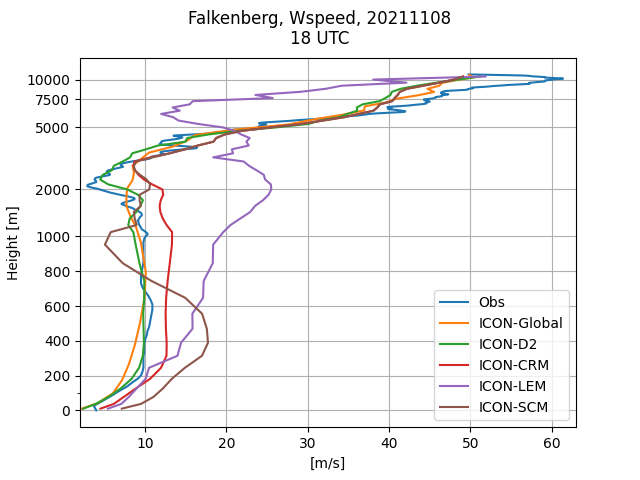 Falkenberg, Wspeed, 20211108
18 UTC
Height [m]
10000
7500
5000
2000
1000
800
600
400
200
0
10
20
30
40
50
60
[m/s]
Obs
ICON-Global
ICON-D2
ICON-CRM
ICON-LEM
ICON-SCM